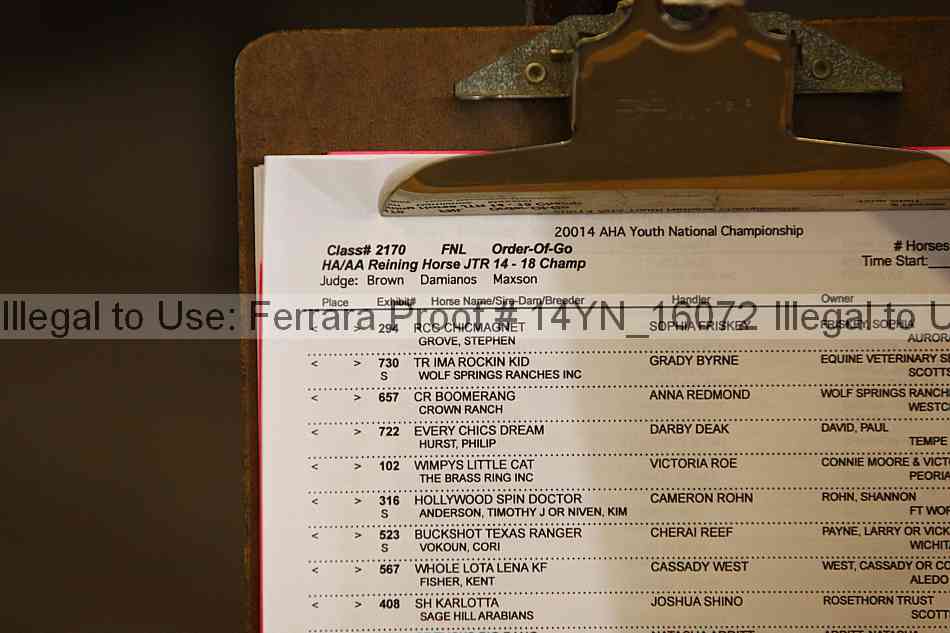 20014 AHA Youth National Championship
Class# 2170 FNL Order-Of-Go # Horses
HA/AA Reining Horse JTR 14 - 18 Champ Time Start:
Judge: Brown Damianos Maxson
Place Exhibit# Horse Name/Sire-Dam/Breeder Handler Owner
Illegal to Use: Ferrara Proof # 14YN_16072 Illegal to U
< > 294 RCS CHICMAGNET SOPHIA FRISKEY FRISKEY, SOPHIA
GROVE, STEPHEN AURORA
< > 730 TR IMA ROCKIN KID GRADY BYRNE EQUINE VETERINARY
S WOLF SPRINGS RANCHES INC SCOTTS
< > 657 CR BOOMERANG ANNA REDMOND WOLF SPRINGS RANCH
CROWN RANCH WESTC
< > 722 EVERY CHICS DREAM DARBY DEAK DAVID, PAUL
HURST, PHILIP TEMPE
< > 102 WIMPYS LITTLE CAT VICTORIA ROE CONNIE MOORE & VICT
THE BRASS RING INC PEORIA
< > 316 HOLLYWOOD SPIN DOCTOR CAMERON ROHN ROHN, SHANNON
S ANDERSON, TIMOTHY J OR NIVEN, KIM FT WOR
< > 523 BUCKSHOT TEXAS RANGER CHERAI REEF PAYNE, LARRY OR VICK
S VOKOUN, CORI WICHIT
< > 567 WHOLE LOTA LENA KF CASSADY WEST WEST, CASSADY OR CO
FISHER, KENT ALEDO
< > 408 SH KARLOTTA JOSHUA SHINO ROSETHORN TRUST
SAGE HILL ARABIANS SCOTT